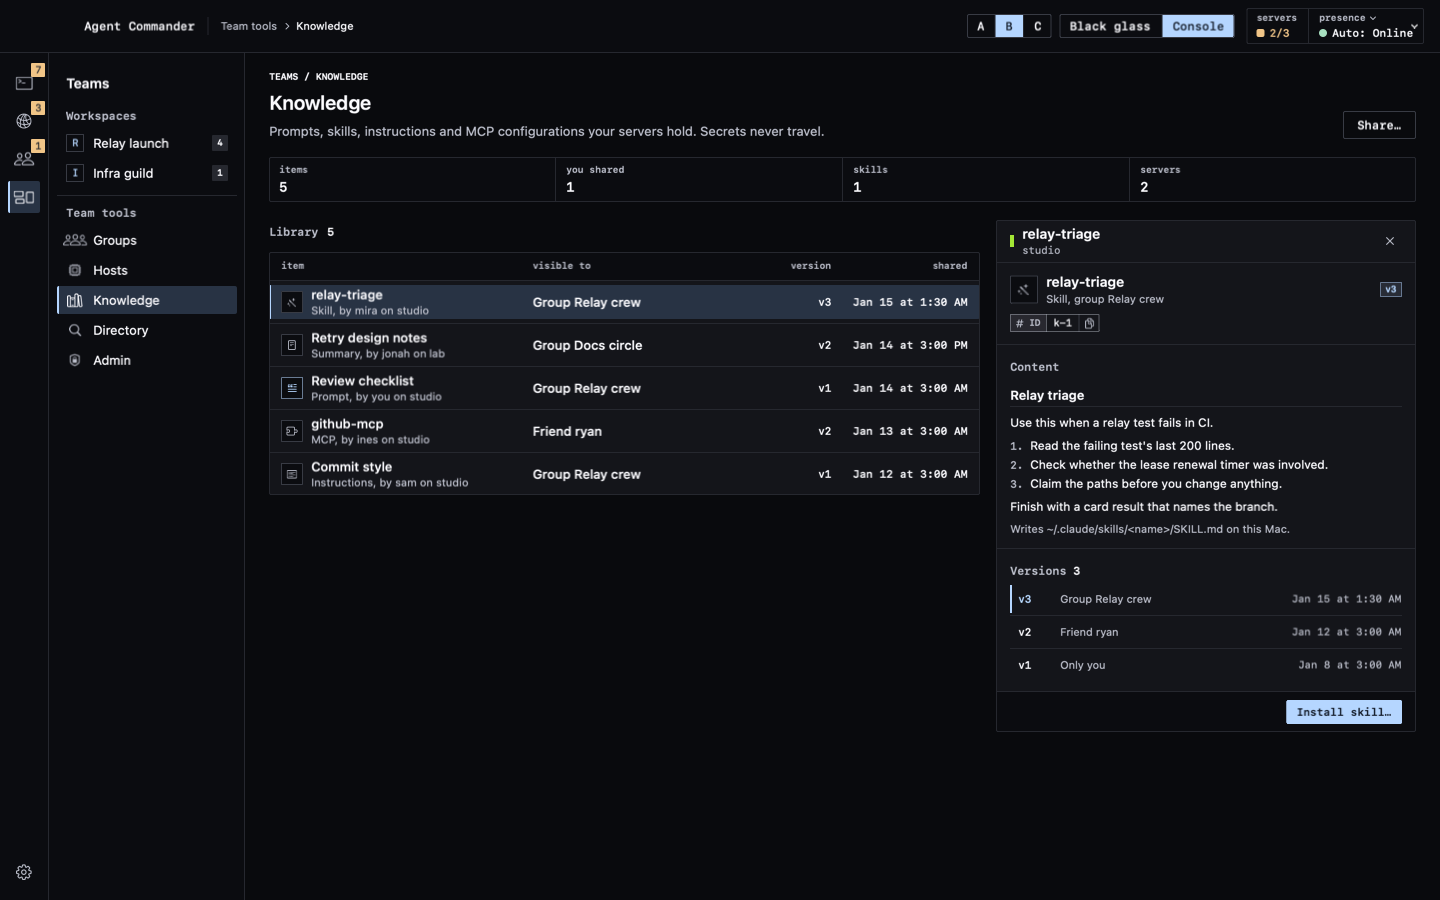 Agent Commander
Team tools > Knowledge
A B C
Black glass Console
servers
2/3
presence
Auto: Online
7
3
1
Teams
Workspaces
R Relay launch 4
I Infra guild 1
Team tools
Groups
Hosts
Knowledge
Directory
Admin
TEAMS / KNOWLEDGE
Knowledge
Prompts, skills, instructions and MCP configurations your servers hold. Secrets never travel.
Share…
items
5
you shared
1
skills
1
servers
2
Library 5
item visible to version shared
relay-triage
Skill, by mira on studio
Group Relay crew v3 Jan 15 at 1:30 AM
Retry design notes
Summary, by jonah on lab
Group Docs circle v2 Jan 14 at 3:00 PM
Review checklist
Prompt, by you on studio
Group Relay crew v1 Jan 14 at 3:00 AM
github-mcp
MCP, by ines on studio
Friend ryan v2 Jan 13 at 3:00 AM
Commit style
Instructions, by sam on studio
Group Relay crew v1 Jan 12 at 3:00 AM
relay-triage
studio
relay-triage
Skill, group Relay crew
v3
# ID k-1
Content
Relay triage
Use this when a relay test fails in CI.
1. Read the failing test's last 200 lines.
2. Check whether the lease renewal timer was involved.
3. Claim the paths before you change anything.
Finish with a card result that names the branch.
Writes ~/.claude/skills/<name>/SKILL.md on this Mac.
Versions 3
v3 Group Relay crew Jan 15 at 1:30 AM
v2 Friend ryan Jan 12 at 3:00 AM
v1 Only you Jan 8 at 3:00 AM
Install skill…